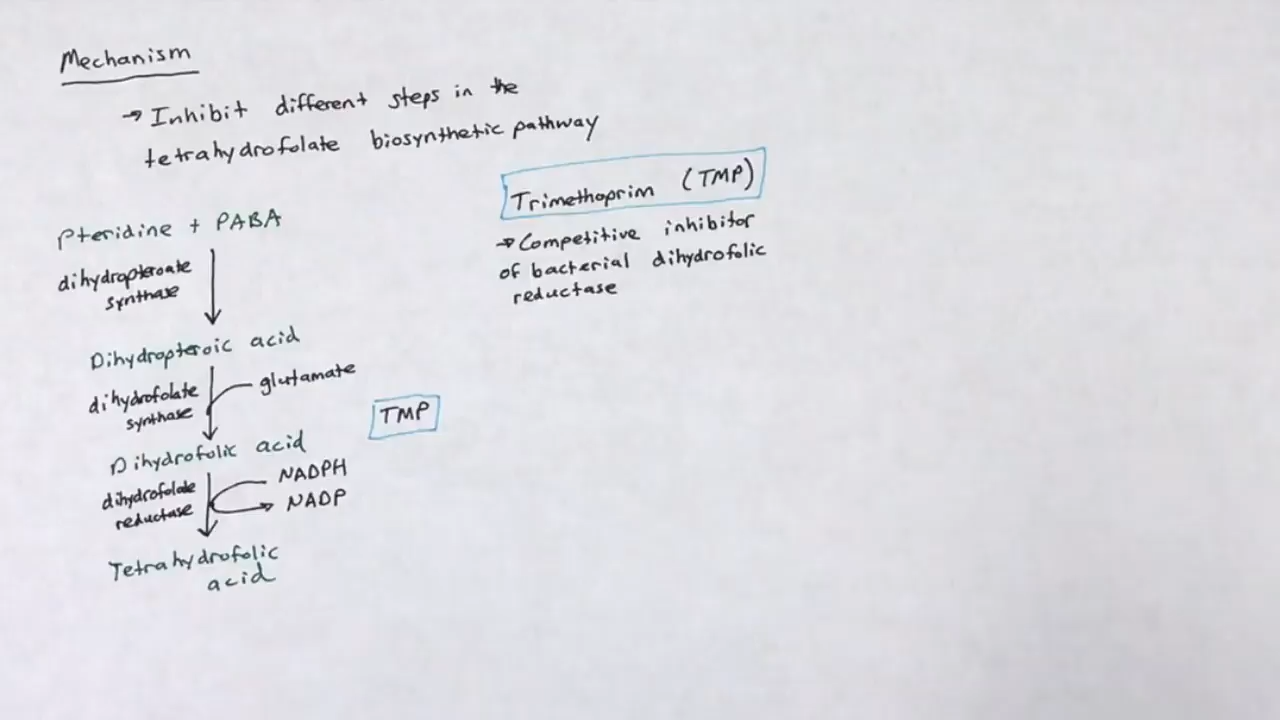 Mechanism
→ Inhibit different steps in the
tetrahydrofolate biosynthetic pathway
Trimethoprim (TMP)
→ Competitive inhibitor
of bacterial dihydrofolic
reductase
Pteridine + PABA
dihydropteroate
synthase
Dihydropteroic acid
dihydrofolate
synthase
glutamate
TMP
Dihydrofolic acid
dihydrofolate
reductase
NADPH
NADP
Tetrahydrofolic
acid